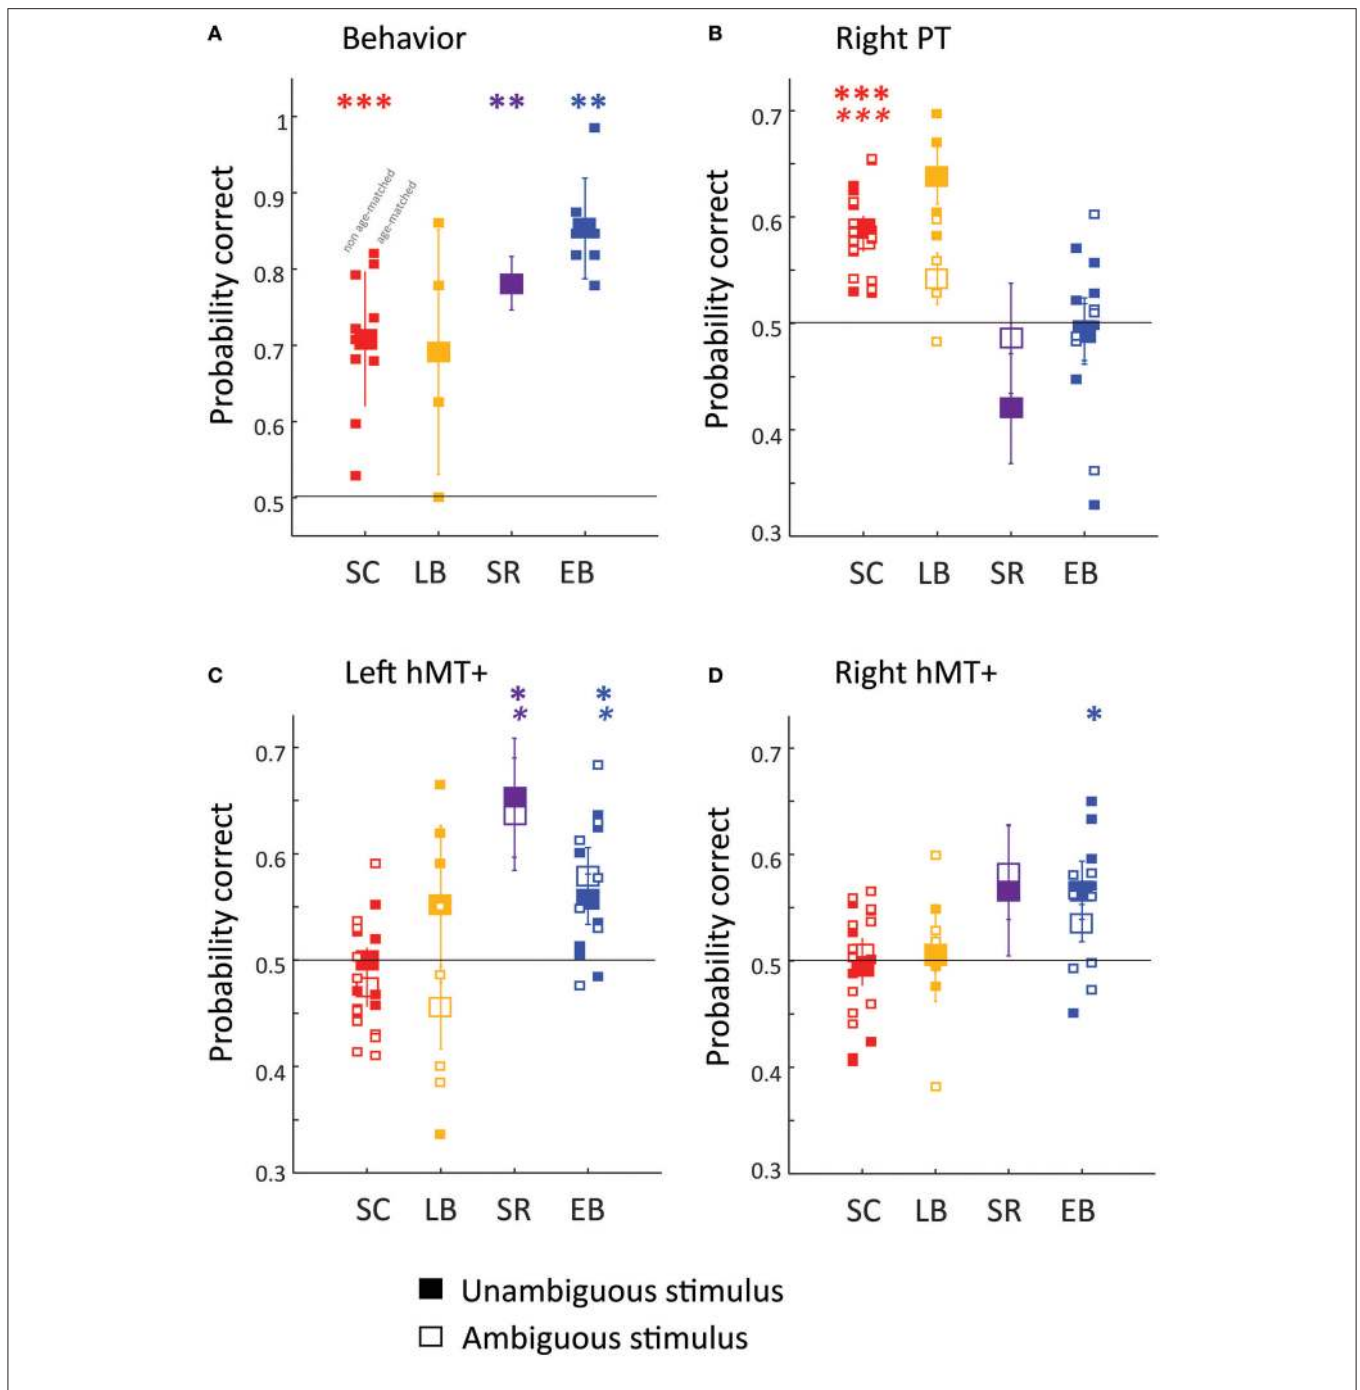 A Behavior
***
**
**
Probability correct
1
0.9
0.8
0.7
0.6
0.5
non age-matched
age-matched
SC LB SR EB
B Right PT
***
***
Probability correct
0.7
0.6
0.5
0.4
0.3
SC LB SR EB
C Left hMT+
*
*
*
*
Probability correct
0.7
0.6
0.5
0.4
0.3
SC LB SR EB
D Right hMT+
*
Probability correct
0.7
0.6
0.5
0.4
0.3
SC LB SR EB
Unambiguous stimulus
Ambiguous stimulus